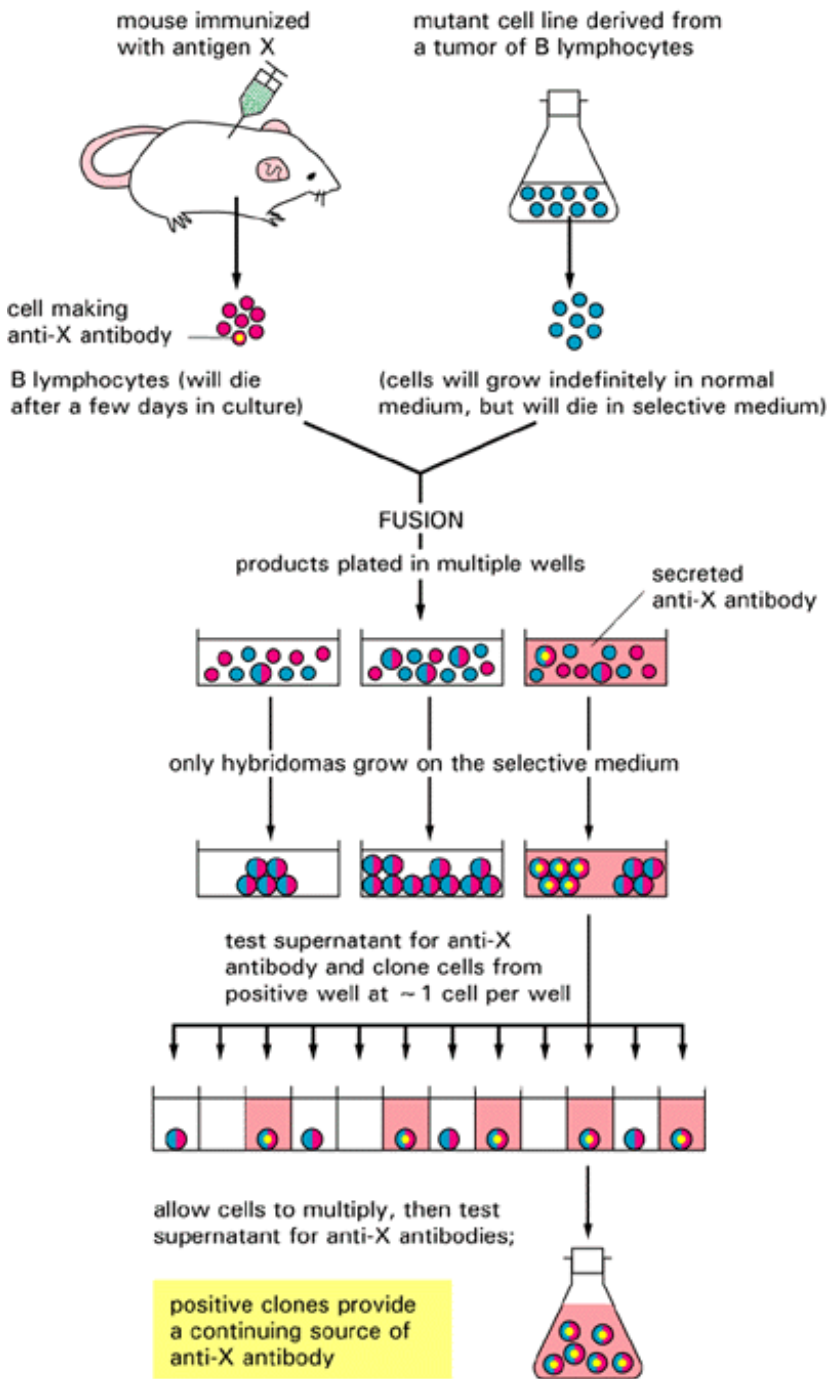 mouse immunized
with antigen X
mutant cell line derived from
a tumor of B lymphocytes
cell making
anti-X antibody
B lymphocytes (will die
after a few days in culture)
(cells will grow indefinitely in normal
medium, but will die in selective medium)
FUSION
products plated in multiple wells
secreted
anti-X antibody
only hybridomas grow on the selective medium
test supernatant for anti-X
antibody and clone cells from
positive well at ~1 cell per well
allow cells to multiply, then test
supernatant for anti-X antibodies;
positive clones provide
a continuing source of
anti-X antibody